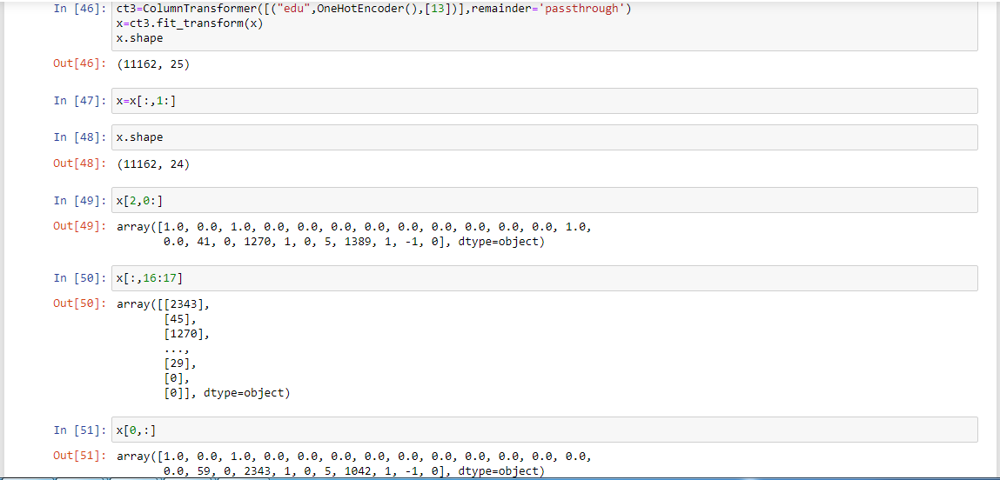 In [46]: ct3=ColumnTransformer([("edu",OneHotEncoder(),[13])],remainder='passthrough')
x=ct3.fit_transform(x)
x.shape
Out[46]: (11162, 25)
In [47]: x=x[:,1:]
In [48]: x.shape
Out[48]: (11162, 24)
In [49]: x[2,0:]
Out[49]: array([1.0, 0.0, 1.0, 0.0, 0.0, 0.0, 0.0, 0.0, 0.0, 0.0, 0.0, 0.0, 1.0,
0.0, 41, 0, 1270, 1, 0, 5, 1389, 1, -1, 0], dtype=object)
In [50]: x[:,16:17]
Out[50]: array([[2343],
[45],
[1270],
...,
[29],
[0],
[0]], dtype=object)
In [51]: x[0,:]
Out[51]: array([1.0, 0.0, 1.0, 0.0, 0.0, 0.0, 0.0, 0.0, 0.0, 0.0, 0.0, 0.0, 0.0,
0.0, 59, 0, 2343, 1, 0, 5, 1042, 1, -1, 0], dtype=object)